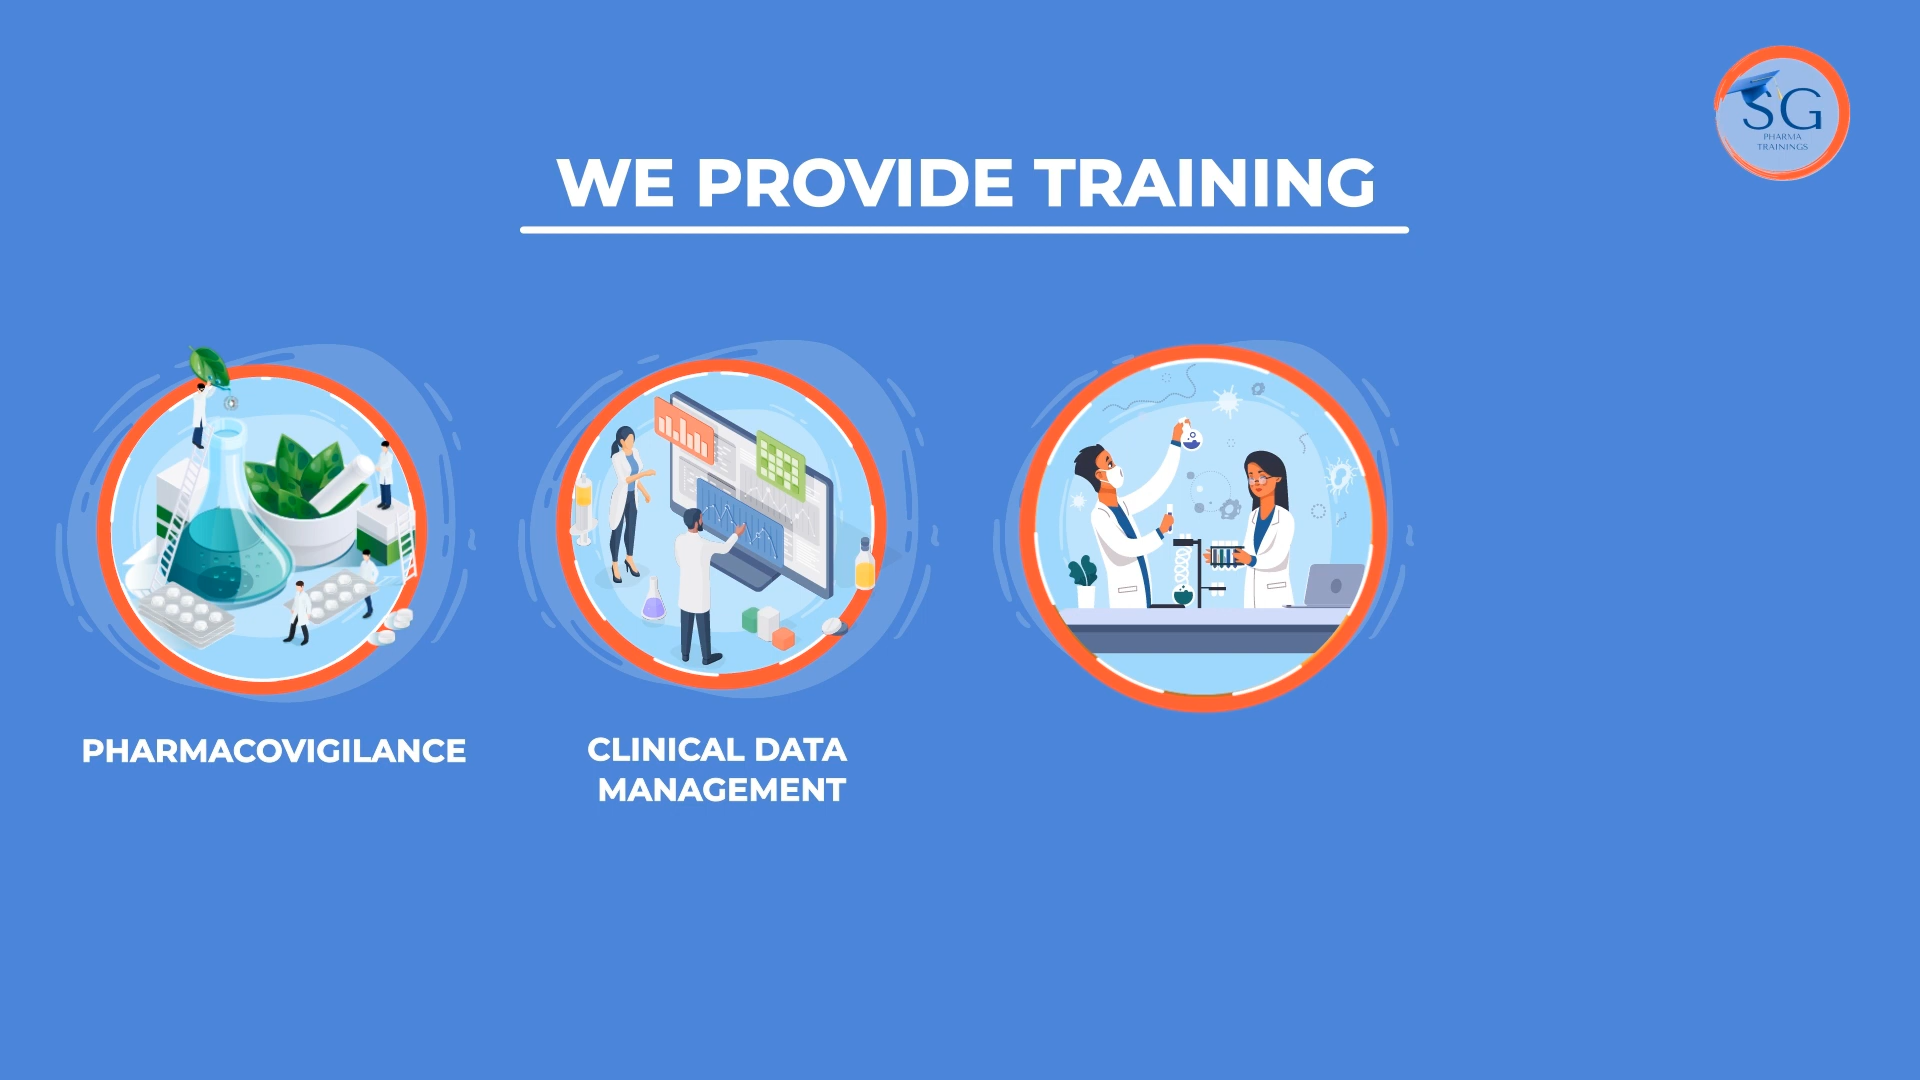 SG
PHARMA
TRAININGS
WE PROVIDE TRAINING
PHARMACOVIGILANCE
CLINICAL DATA
MANAGEMENT